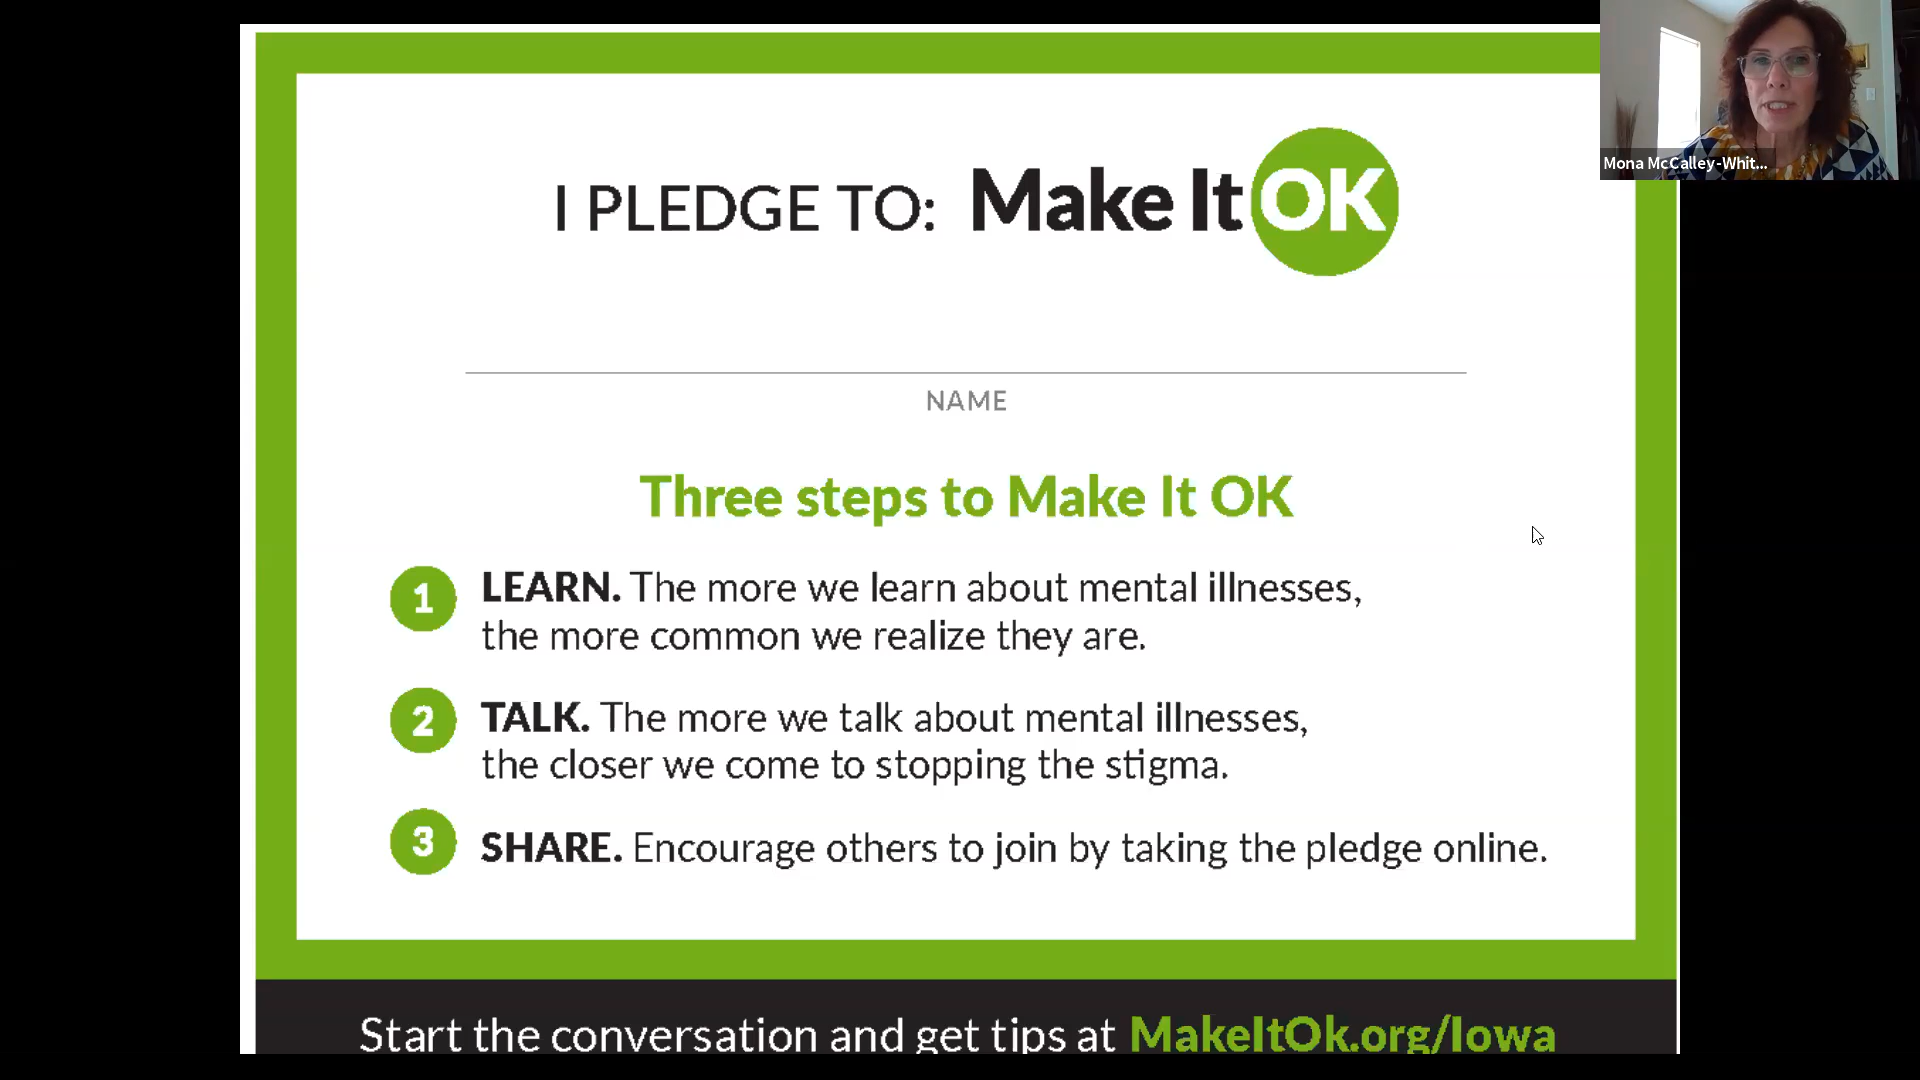 I PLEDGE TO: Make It OK
Mona McCalley-Whit...
NAME
Three steps to Make It OK
1 LEARN. The more we learn about mental illnesses,
the more common we realize they are.
2 TALK. The more we talk about mental illnesses,
the closer we come to stopping the stigma.
3 SHARE. Encourage others to join by taking the pledge online.
Start the conversation and get tips at MakeItOk.org/Iowa